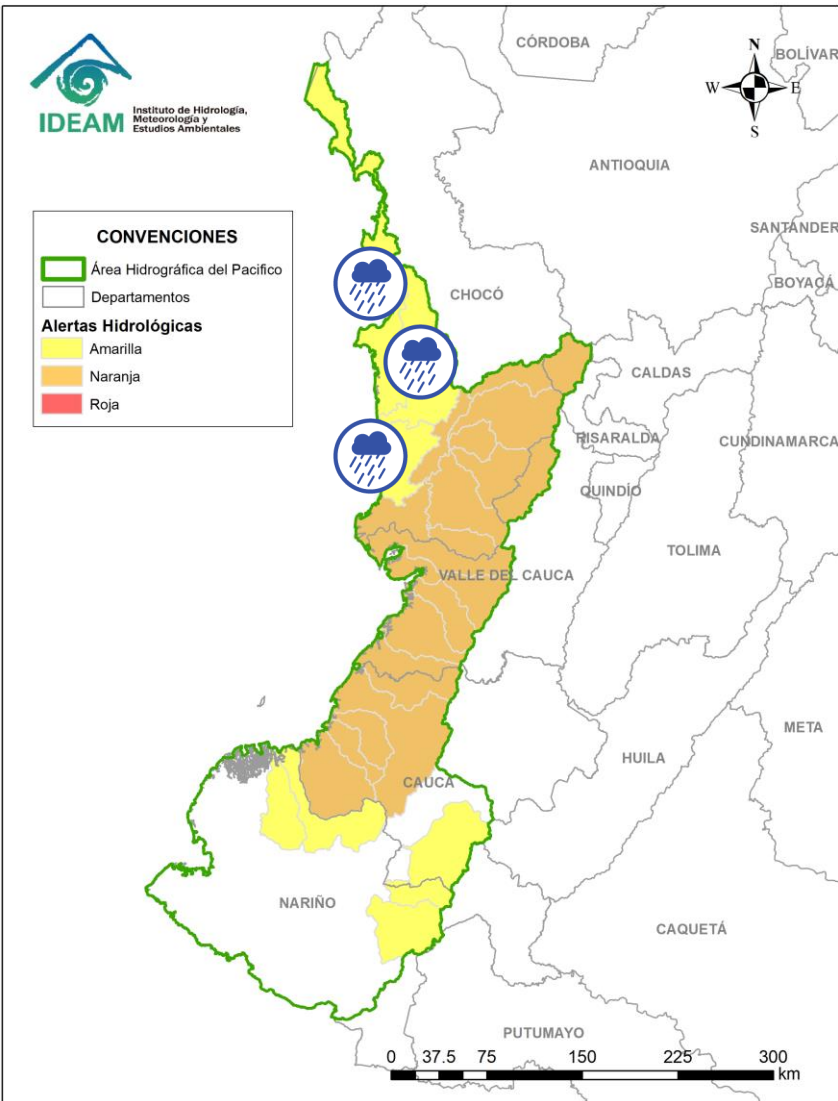 IDEAM
Instituto de Hidrología,
Meteorología y
Estudios Ambientales
CÓRDOBA
BOLÍVAR
N
W
E
S
ANTIOQUIA
SANTANDER
CONVENCIONES
Área Hidrográfica del Pacifico
Departamentos
Alertas Hidrológicas
Amarilla
Naranja
Roja
BOYACÁ
CHOCÓ
CALDAS
RISARALDA
CUNDINAMARCA
QUINDÍO
TOLIMA
VALLE DEL CAUCA
META
HUILA
CAUCA
NARIÑO
CAQUETÁ
PUTUMAYO
0 37.5 75 150 225 300
km